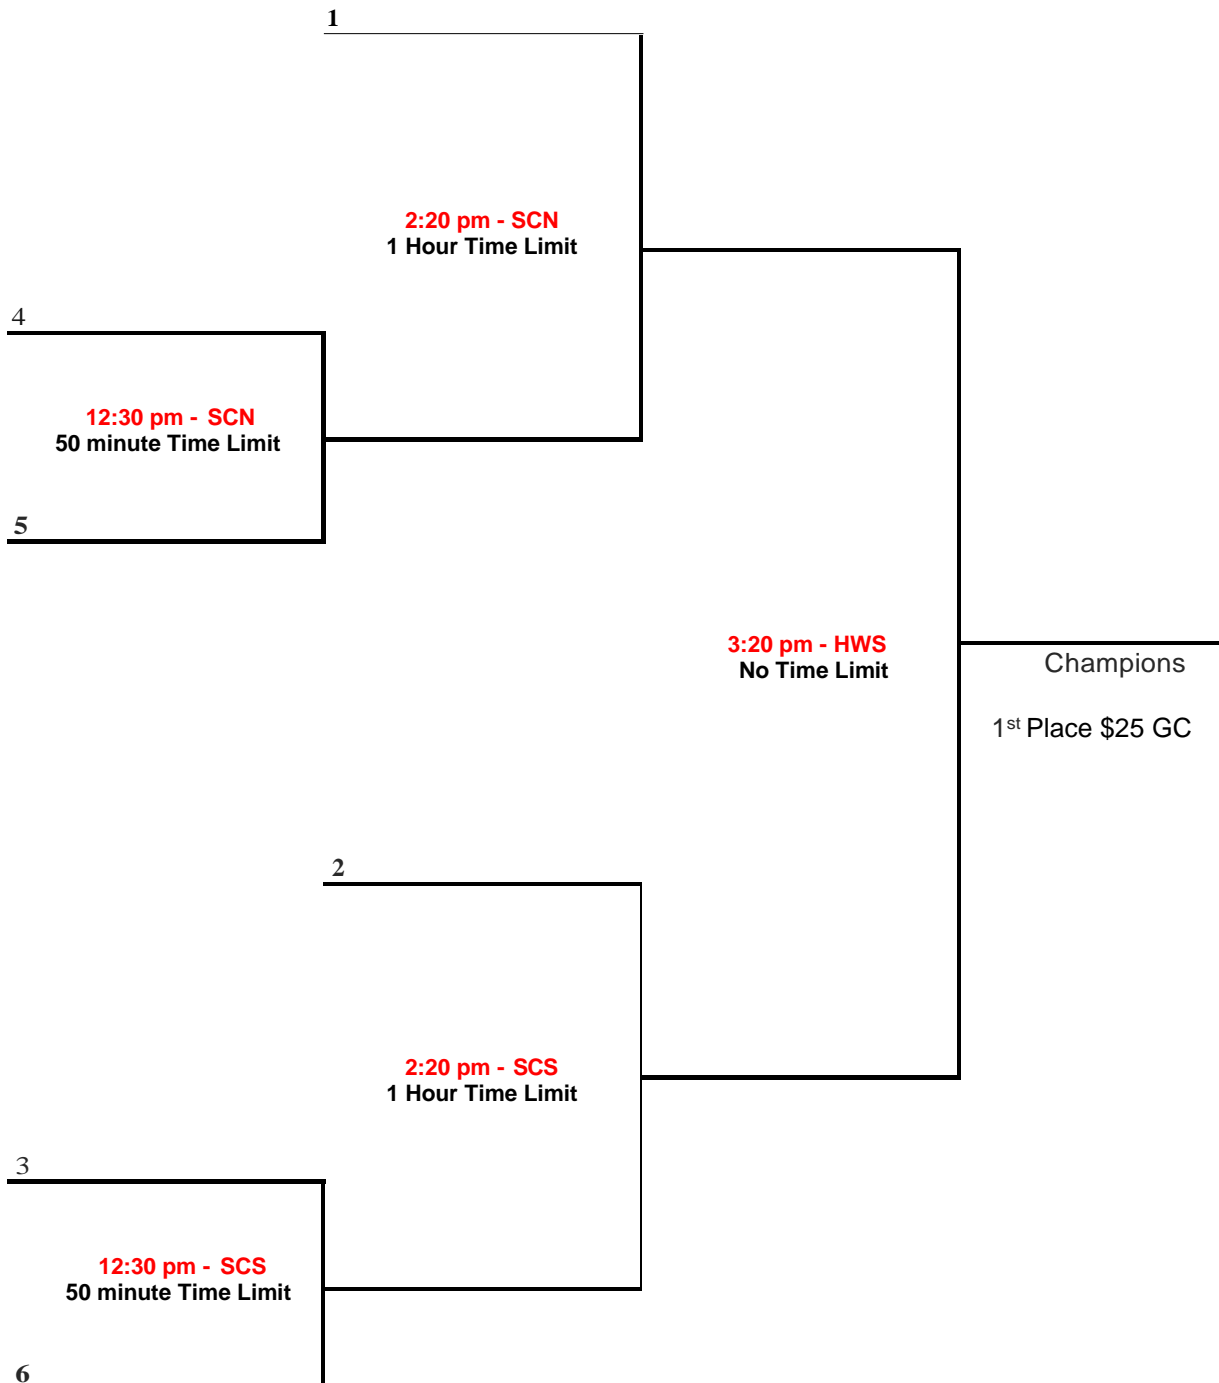 1
2:20 pm - SCN
1 Hour Time Limit
4
12:30 pm - SCN
50 minute Time Limit
5
3:20 pm - HWS
No Time Limit
Champions
1st Place $25 GC
2
2:20 pm - SCS
1 Hour Time Limit
3
12:30 pm - SCS
50 minute Time Limit
6